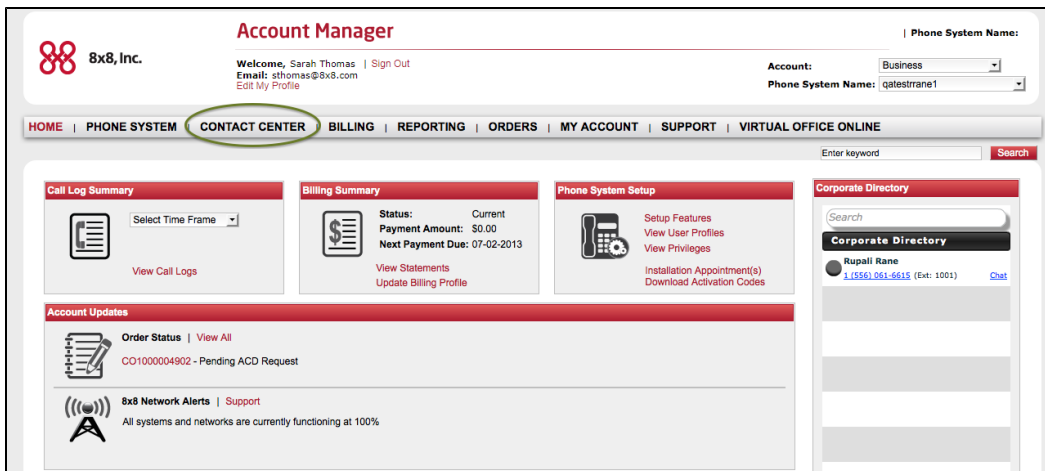 Account Manager
| Phone System Name:
8x8, Inc.
Welcome, Sarah Thomas | Sign Out
Email: sthomas@8x8.com
Edit My Profile
Account: Business
Phone System Name: qatestrrane1
HOME | PHONE SYSTEM | CONTACT CENTER | BILLING | REPORTING | ORDERS | MY ACCOUNT | SUPPORT | VIRTUAL OFFICE ONLINE
Enter keyword Search
Call Log Summary
Select Time Frame
View Call Logs
Billing Summary
Status: Current
Payment Amount: $0.00
Next Payment Due: 07-02-2013
View Statements
Update Billing Profile
Phone System Setup
Setup Features
View User Profiles
View Privileges
Installation Appointment(s)
Download Activation Codes
Corporate Directory
Search
Corporate Directory
Rupali Rane
1 (556) 061-6615 (Ext: 1001) Chat
Account Updates
Order Status | View All
CO1000004902 - Pending ACD Request
8x8 Network Alerts | Support
All systems and networks are currently functioning at 100%